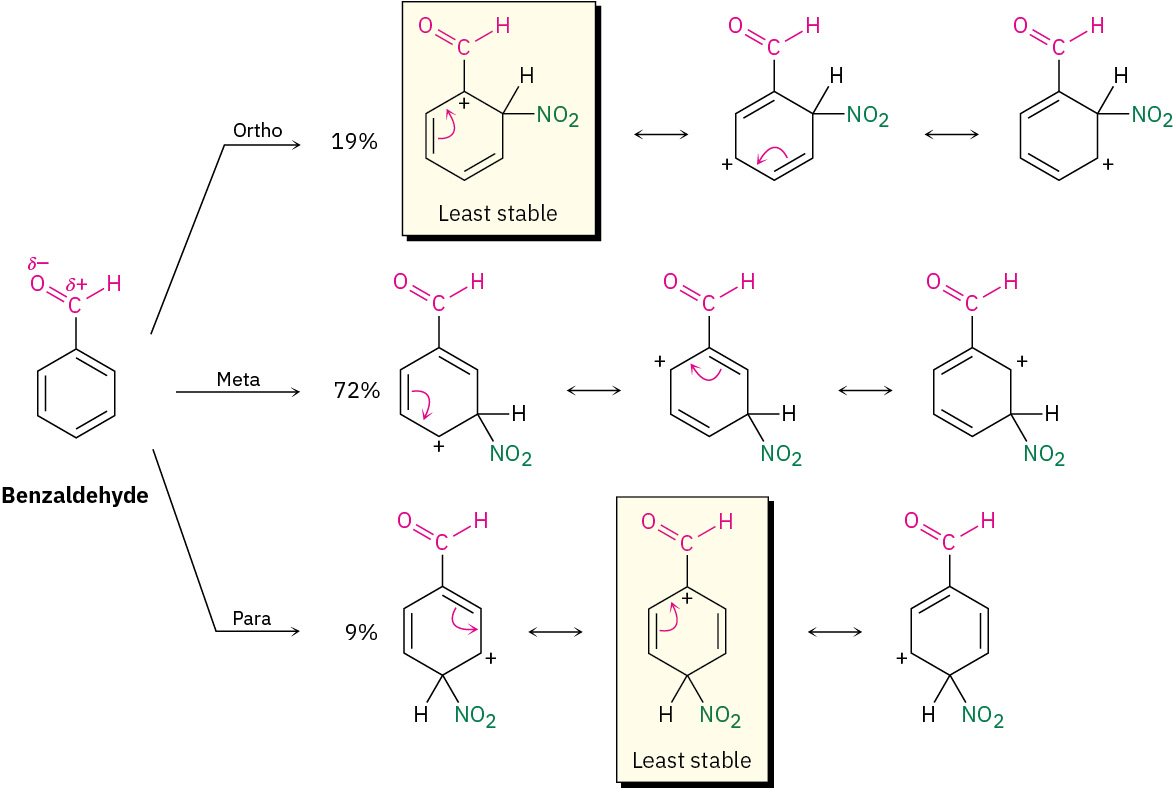 O H O H O H
C C C
H H H
+
Ortho 19% NO2 NO2 NO2
+ +
Least stable
δ–
O δ+ H O H O H O H
C C C C
+ +
Meta 72% H H H
+ NO2 NO2 NO2
Benzaldehyde
O H O H O H
C C C
+
Para 9%
+ +
H NO2 H NO2 H NO2
Least stable